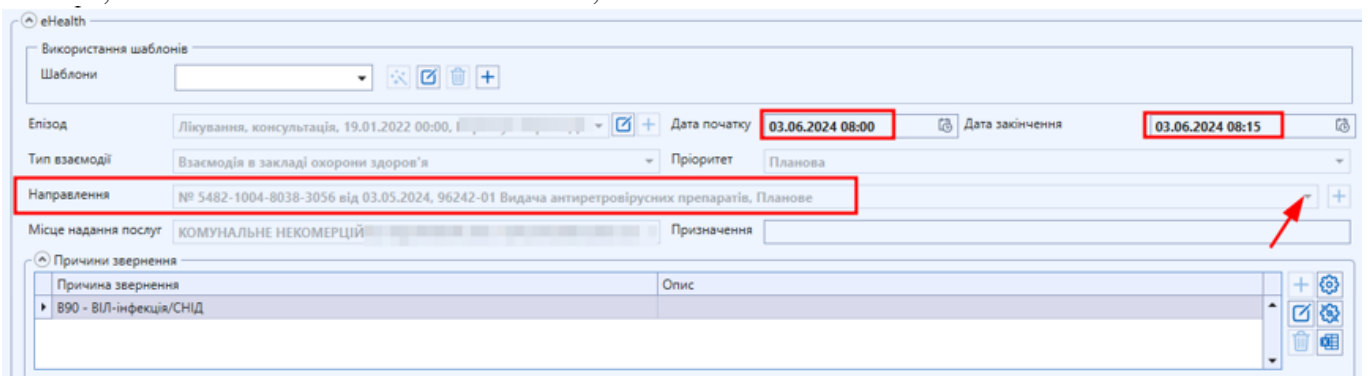 eHealth
Використання шаблонів
Шаблони
Епізод Лікування, консультація, 19.01.2022 00:00, Дата початку 03.06.2024 08:00 Дата закінчення 03.06.2024 08:15
Тип взаємодії Взаємодія в закладі охорони здоров'я Пріоритет Планова
Направлення № 5482-1004-8038-3056 від 03.05.2024, 96242-01 Видача антиретровірусних препаратів, Планове
Місце надання послуг КОМУНАЛЬНЕ НЕКОМЕРЦІЙ Призначення
Причини звернення
Причина звернення Опис
B90 - ВІЛ-інфекція/СНІД